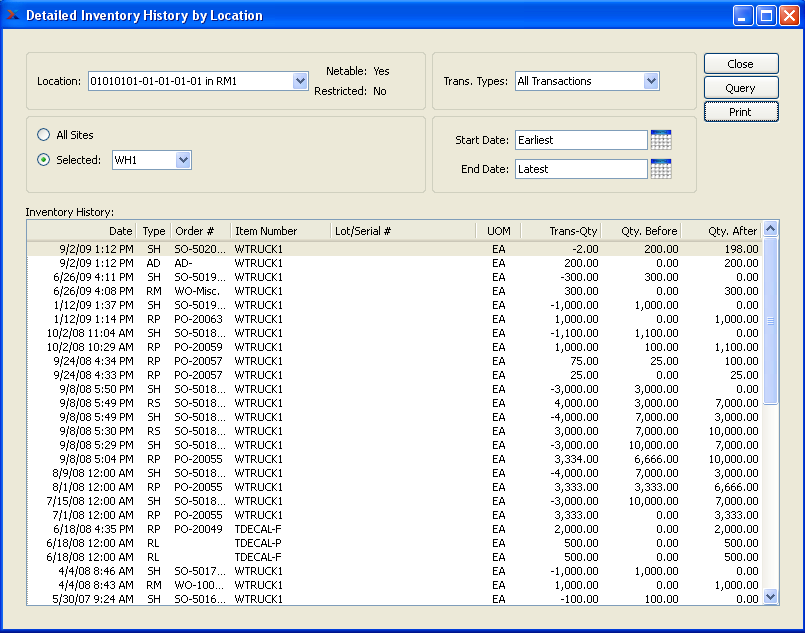 Detailed Inventory History by Location
Location: 01010101-01-01-01-01 in RM1
Netable: Yes
Restricted: No
Trans. Types: All Transactions
Close
Query
Print
All Sites
Selected: WH1
Start Date: Earliest
End Date: Latest
Inventory History:
Date Type Order # Item Number Lot/Serial # UOM Trans-Qty Qty. Before Qty. After
9/2/09 1:12 PM SH SO-5020... WTRUCK1 EA -2.00 200.00 198.00
9/2/09 1:12 PM AD AD- WTRUCK1 EA 200.00 0.00 200.00
6/26/09 4:11 PM SH SO-5019... WTRUCK1 EA -300.00 300.00 0.00
6/26/09 4:08 PM RM WO-Misc. WTRUCK1 EA 300.00 0.00 300.00
1/12/09 1:37 PM SH SO-5019... WTRUCK1 EA -1,000.00 1,000.00 0.00
1/12/09 1:14 PM RP PO-20063 WTRUCK1 EA 1,000.00 0.00 1,000.00
10/2/08 11:04 AM SH SO-5018... WTRUCK1 EA -1,100.00 1,100.00 0.00
10/2/08 10:29 AM RP PO-20059 WTRUCK1 EA 1,000.00 100.00 1,100.00
9/24/08 4:34 PM RP PO-20057 WTRUCK1 EA 75.00 25.00 100.00
9/24/08 4:33 PM RP PO-20057 WTRUCK1 EA 25.00 0.00 25.00
9/8/08 5:50 PM SH SO-5018... WTRUCK1 EA -3,000.00 3,000.00 0.00
9/8/08 5:49 PM RS SO-5018... WTRUCK1 EA 4,000.00 3,000.00 7,000.00
9/8/08 5:49 PM SH SO-5018... WTRUCK1 EA -4,000.00 7,000.00 3,000.00
9/8/08 5:30 PM RS SO-5018... WTRUCK1 EA 3,000.00 7,000.00 10,000.00
9/8/08 5:29 PM SH SO-5018... WTRUCK1 EA -3,000.00 10,000.00 7,000.00
9/8/08 5:04 PM RP PO-20055 WTRUCK1 EA 3,334.00 6,666.00 10,000.00
8/9/08 12:00 AM SH SO-5018... WTRUCK1 EA -4,000.00 7,000.00 3,000.00
8/1/08 12:00 AM RP PO-20055 WTRUCK1 EA 3,333.00 3,333.00 6,666.00
7/15/08 12:00 AM SH SO-5018... WTRUCK1 EA -3,000.00 10,000.00 7,000.00
7/1/08 12:00 AM RP PO-20055 WTRUCK1 EA 3,333.00 0.00 3,333.00
6/18/08 4:35 PM RP PO-20049 TDECAL-F EA 2,000.00 0.00 2,000.00
6/18/08 12:00 AM RL TDECAL-P EA 500.00 0.00 500.00
6/18/08 12:00 AM RL TDECAL-F EA 500.00 0.00 500.00
4/4/08 8:46 AM SH SO-5017... WTRUCK1 EA -1,000.00 1,000.00 0.00
4/4/08 8:43 AM RM WO-100... WTRUCK1 EA 1,000.00 0.00 1,000.00
5/30/07 9:24 AM SH SO-5016... WTRUCK1 EA -100.00 100.00 0.00